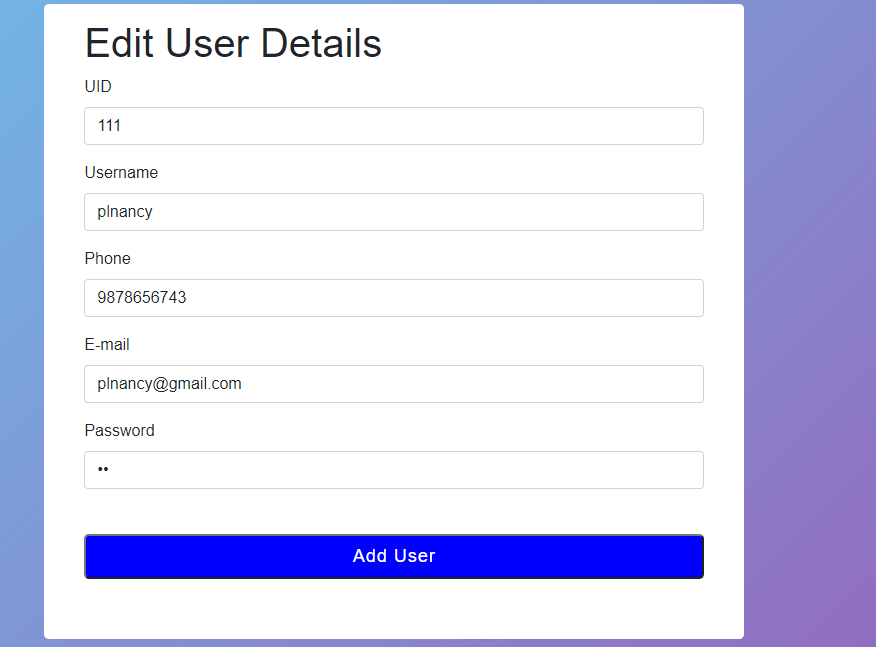 Edit User Details
UID
111
Username
plnancy
Phone
9878656743
E-mail
plnancy@gmail.com
Password
••
Add User